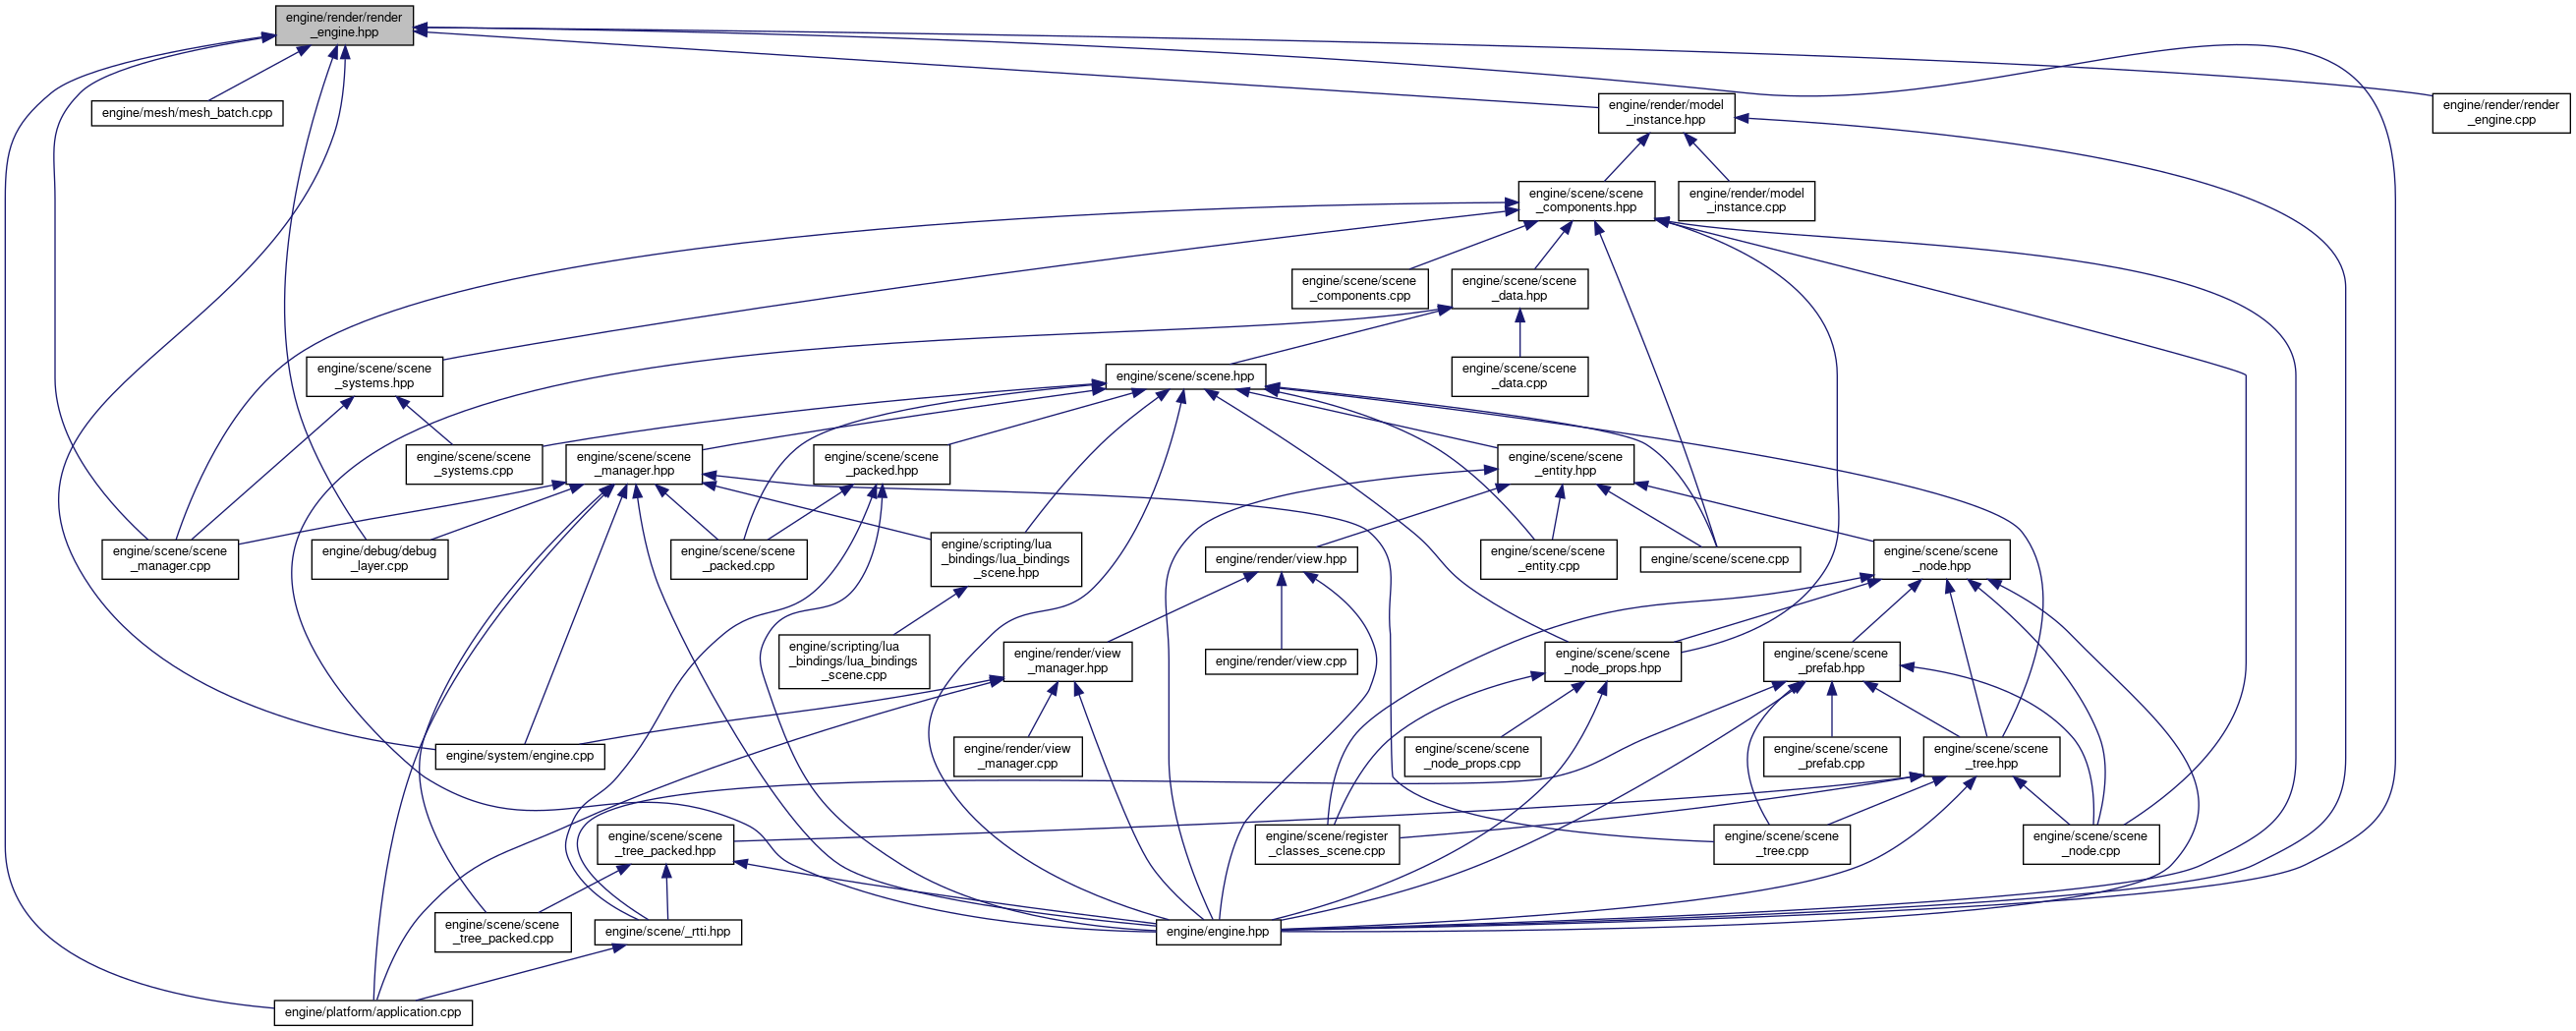 engine/render/render
_engine.hpp
engine/mesh/mesh_batch.cpp
engine/render/model
_instance.hpp
engine/render/render
_engine.cpp
engine/scene/scene
_components.hpp
engine/render/model
_instance.cpp
engine/scene/scene
_components.cpp
engine/scene/scene
_data.hpp
engine/scene/scene
_systems.hpp
engine/scene/scene.hpp
engine/scene/scene
_data.cpp
engine/scene/scene
_systems.cpp
engine/scene/scene
_manager.hpp
engine/scene/scene
_packed.hpp
engine/scene/scene
_entity.hpp
engine/scene/scene
_manager.cpp
engine/debug/debug
_layer.cpp
engine/scene/scene
_packed.cpp
engine/scripting/lua
_bindings/lua_bindings
_scene.hpp
engine/render/view.hpp
engine/scene/scene
_entity.cpp
engine/scene/scene.cpp
engine/scene/scene
_node.hpp
engine/scripting/lua
_bindings/lua_bindings
_scene.cpp
engine/render/view
_manager.hpp
engine/render/view.cpp
engine/scene/scene
_node_props.hpp
engine/scene/scene
_prefab.hpp
engine/system/engine.cpp
engine/render/view
_manager.cpp
engine/scene/scene
_node_props.cpp
engine/scene/scene
_prefab.cpp
engine/scene/scene
_tree.hpp
engine/scene/scene
_tree_packed.hpp
engine/scene/register
_classes_scene.cpp
engine/scene/scene
_tree.cpp
engine/scene/scene
_node.cpp
engine/scene/scene
_tree_packed.cpp
engine/scene/_rtti.hpp
engine/engine.hpp
engine/platform/application.cpp